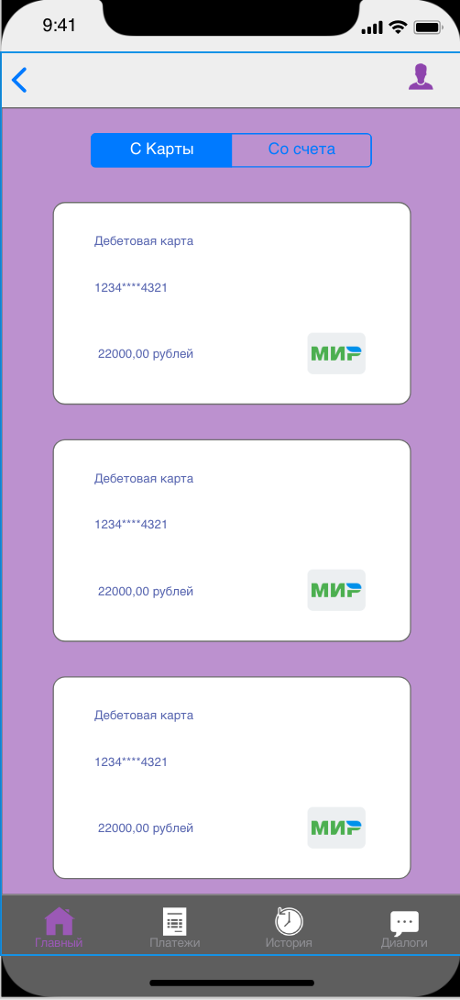 9:41
С Карты
Со счета
Дебетовая карта
1234****4321
22000,00 рублей
МИР
Дебетовая карта
1234****4321
22000,00 рублей
МИР
Дебетовая карта
1234****4321
22000,00 рублей
МИР
Главный
Платежи
История
Диалоги